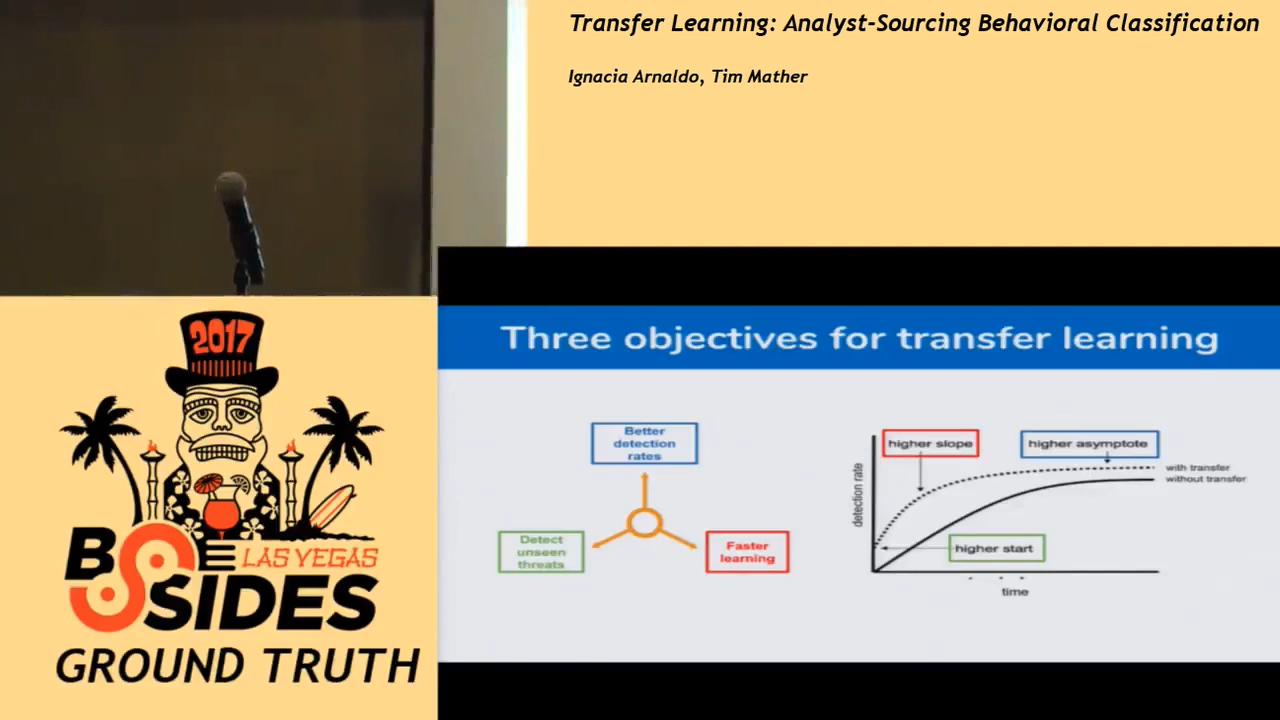 Transfer Learning: Analyst-Sourcing Behavioral Classification
Ignacia Arnaldo, Tim Mather
2017
BSIDES
LAS VEGAS
GROUND TRUTH
Three objectives for transfer learning
Better
detection
rates
Detect
unseen
threats
Faster
learning
higher slope
higher asymptote
with transfer
without transfer
detection rate
higher start
time